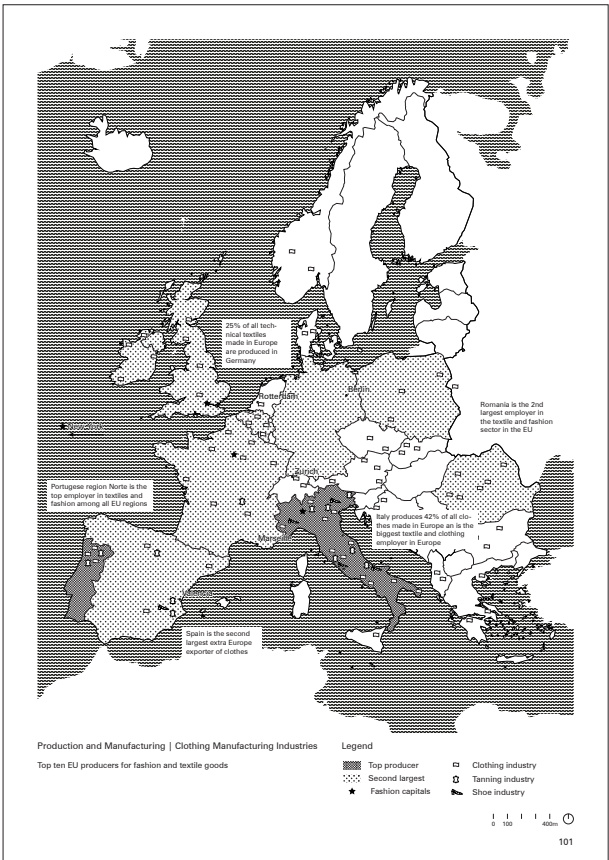 25% of all tech-
nical textiles
made in Europe
are produced in
Germany
Rotterdam
Berlin
Romania is the 2nd
largest employer in
the textile and fashion
sector in the EU
Zurich
Portugese region Norte is the
top employer in textiles and
fashion among all EU regions
Italy produces 42% of all clo-
thes made in Europe an is the
biggest textile and clothing
employer in Europe
Marseille
Spain is the second
largest extra Europe
exporter of clothes
Production and Manufacturing | Clothing Manufacturing Industries
Top ten EU producers for fashion and textile goods
Legend
Top producer
Second largest
Fashion capitals
Clothing industry
Tanning industry
Shoe industry
0 100 400m
101